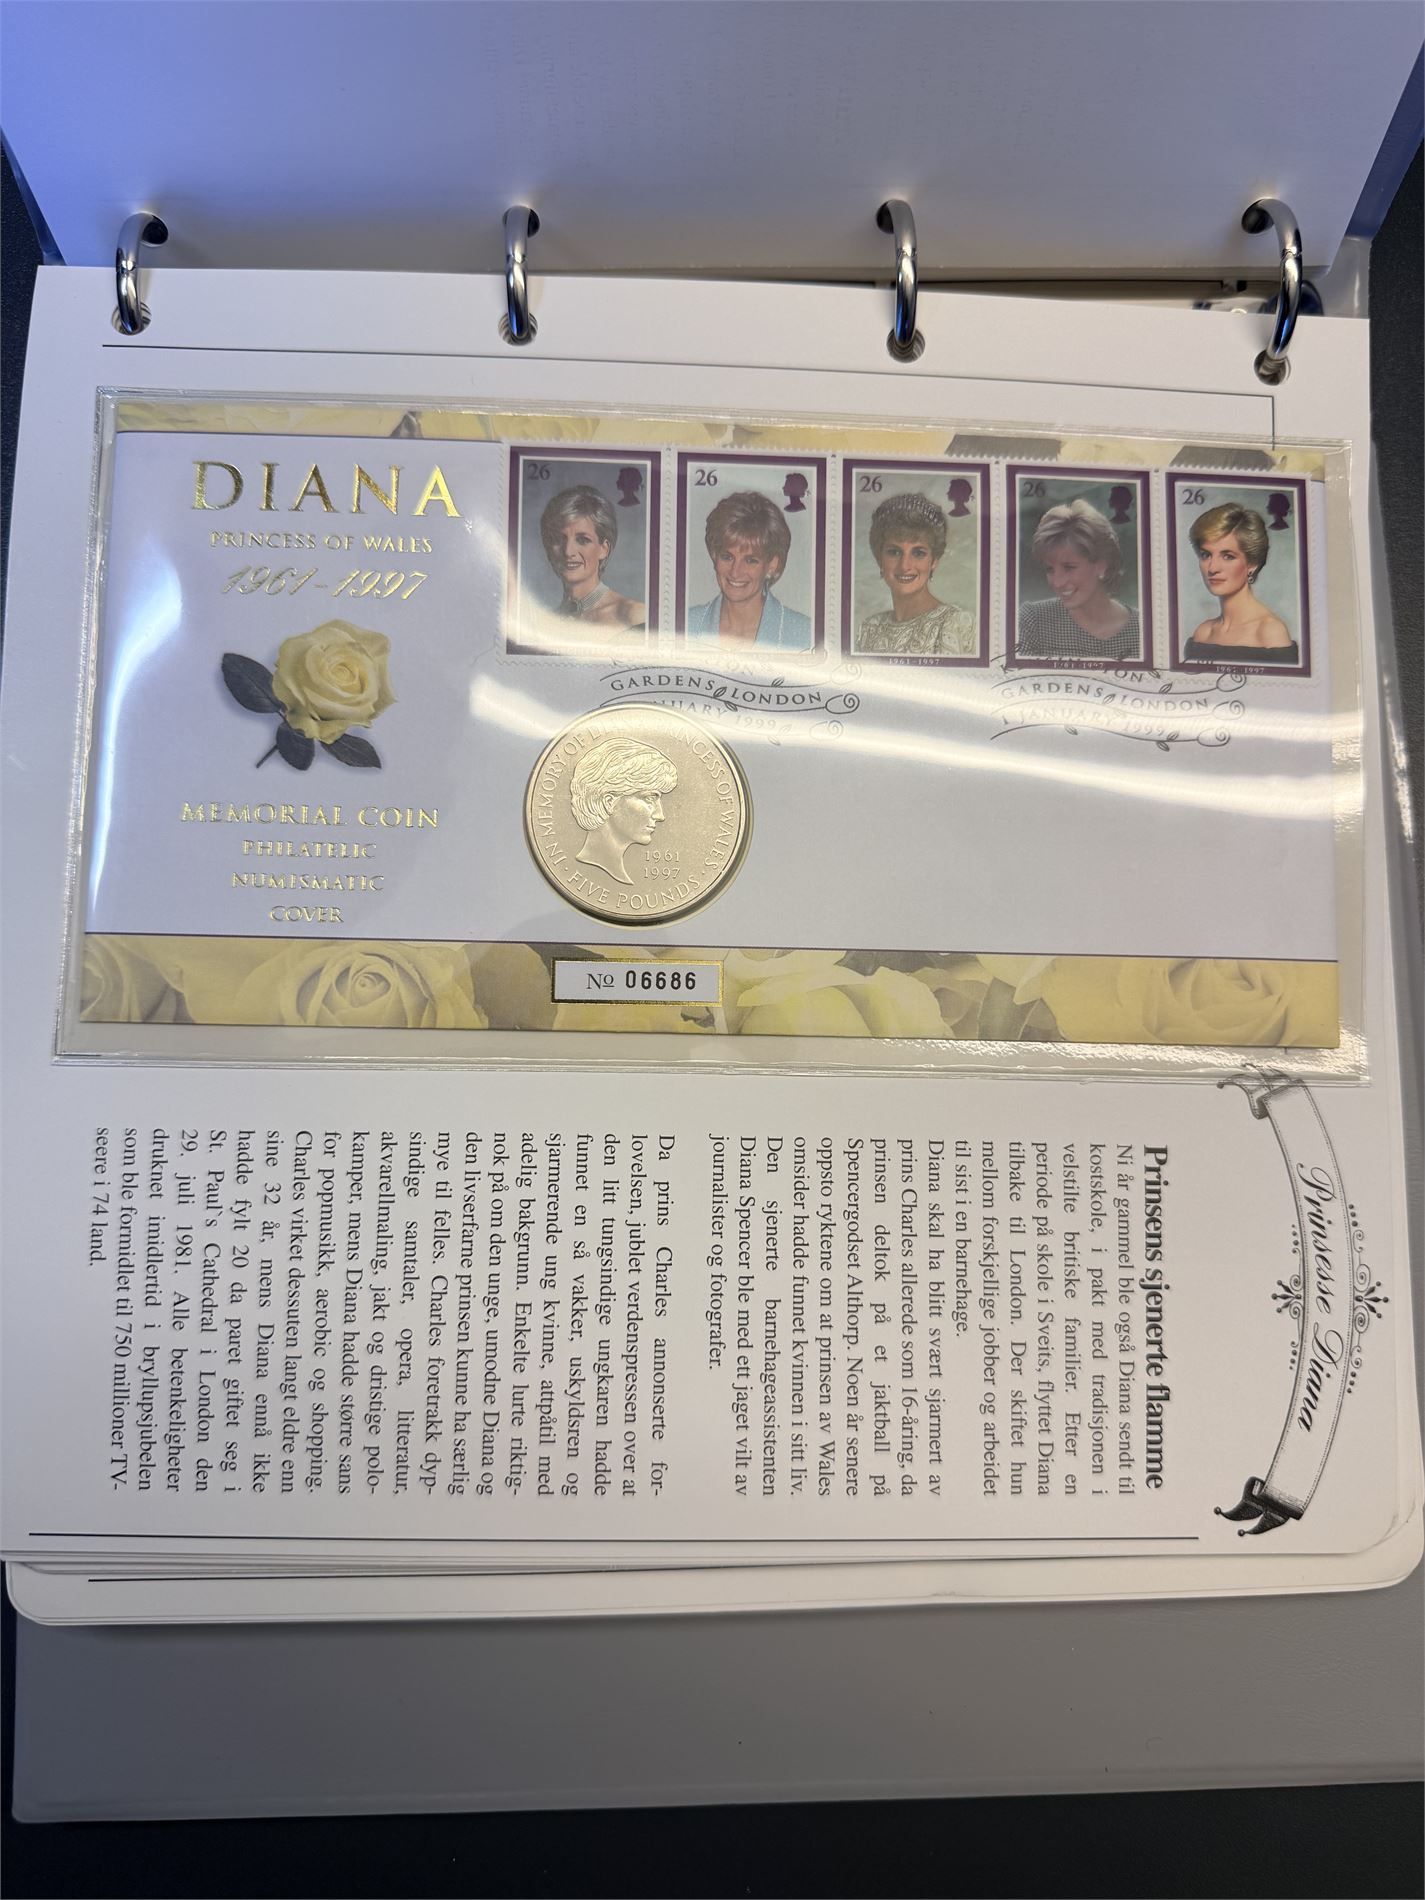 DIANA
PRINCESS OF WALES
1961-1997
MEMORIAL COIN
PHILATELIC
NUMISMATIC
COVER
26
26
26
26
26
1961-1997
1961-1997
1961-1997
GARDENS, LONDON
JANUARY 1999
GARDENS, LONDON
1 JANUARY 1999
IN MEMORY OF DIANA PRINCESS OF WALES
1961
1997
· FIVE POUNDS ·
Nº 06686
Prinsesse Diana
Prinsens sjenerte flamme
Ni år gammel ble også Diana sendt til
kostskole, i pakt med tradisjonen i
velstilte britiske familier. Etter en
periode på skole i Sveits, flyttet Diana
tilbake til London. Der skiftet hun
mellom forskjellige jobber og arbeidet
til sist i en barnehage.
Diana skal ha blitt svært sjarmert av
prins Charles allerede som 16-åring, da
prinsen deltok på et jaktball på
Spencergodset Althorp. Noen år senere
oppsto ryktene om at prinsen av Wales
omsider hadde funnet kvinnen i sitt liv.
Den sjenerte barnehageassistenten
Diana Spencer ble med ett jaget vilt av
journalister og fotografer.
Da prins Charles annonserte for-
lovelsen, jublet verdenspressen over at
den litt tungsindige ungkaren hadde
funnet en så vakker, uskyldsren og
sjarmerende ung kvinne, attpåtil med
adelig bakgrunn. Enkelte lurte riktig-
nok på om den unge, umodne Diana og
den livserfarne prinsen kunne ha særlig
mye til felles. Charles foretrakk dyp-
sindige samtaler, opera, litteratur,
akvarellmaling, jakt og dristige polo-
kamper, mens Diana hadde større sans
for popmusikk, aerobic og shopping.
Charles virket dessuten langt eldre enn
sine 32 år, mens Diana ennå ikke
hadde fylt 20 da paret giftet seg i
St. Paul's Cathedral i London den
29. juli 1981. Alle betenkeligheter
druknet imidlertid i bryllupsjubelen
som ble formidlet til 750 millioner TV-
seere i 74 land.